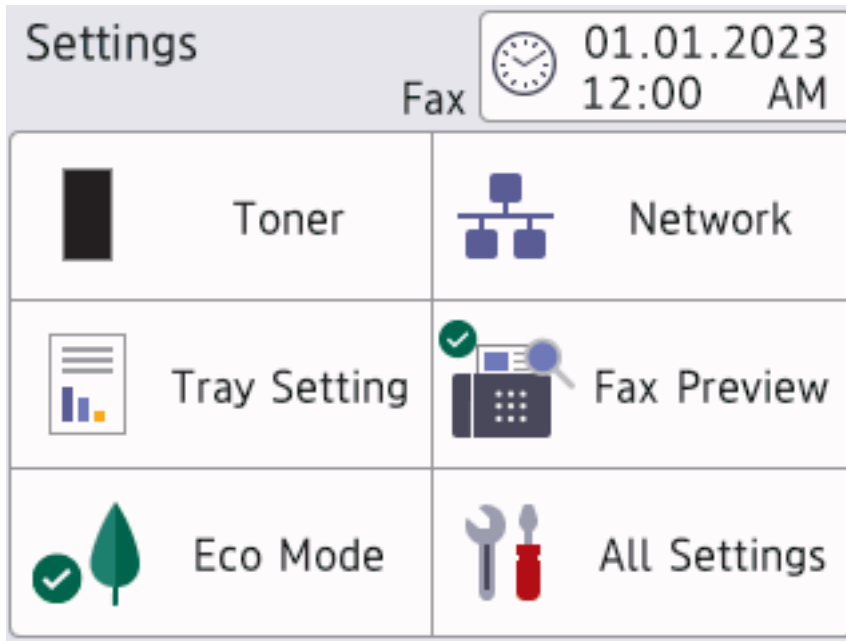 Settings
Fax
01.01.2023
12:00 AM
Toner
Network
Tray Setting
Fax Preview
Eco Mode
All Settings